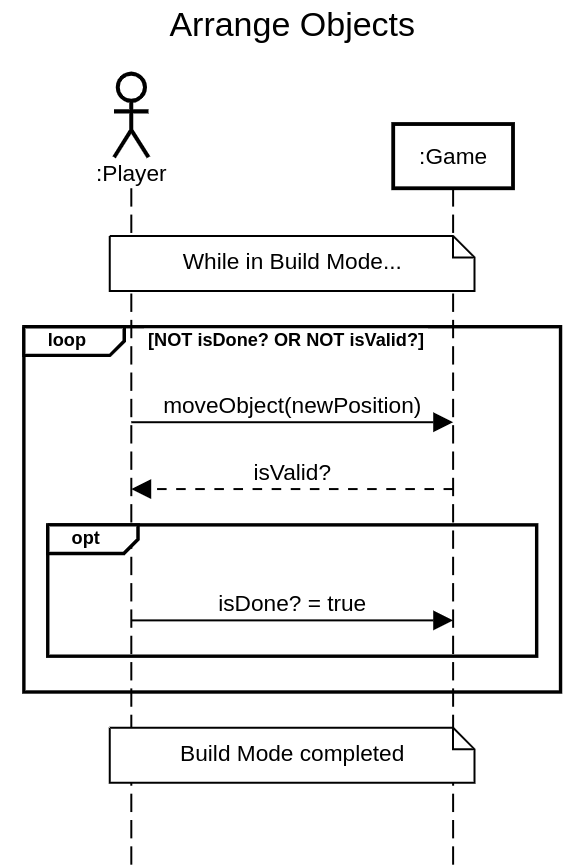 Arrange Objects
:Player
:Game
While in Build Mode...
loop [NOT isDone? OR NOT isValid?]
moveObject(newPosition)
isValid?
opt
isDone? = true
Build Mode completed